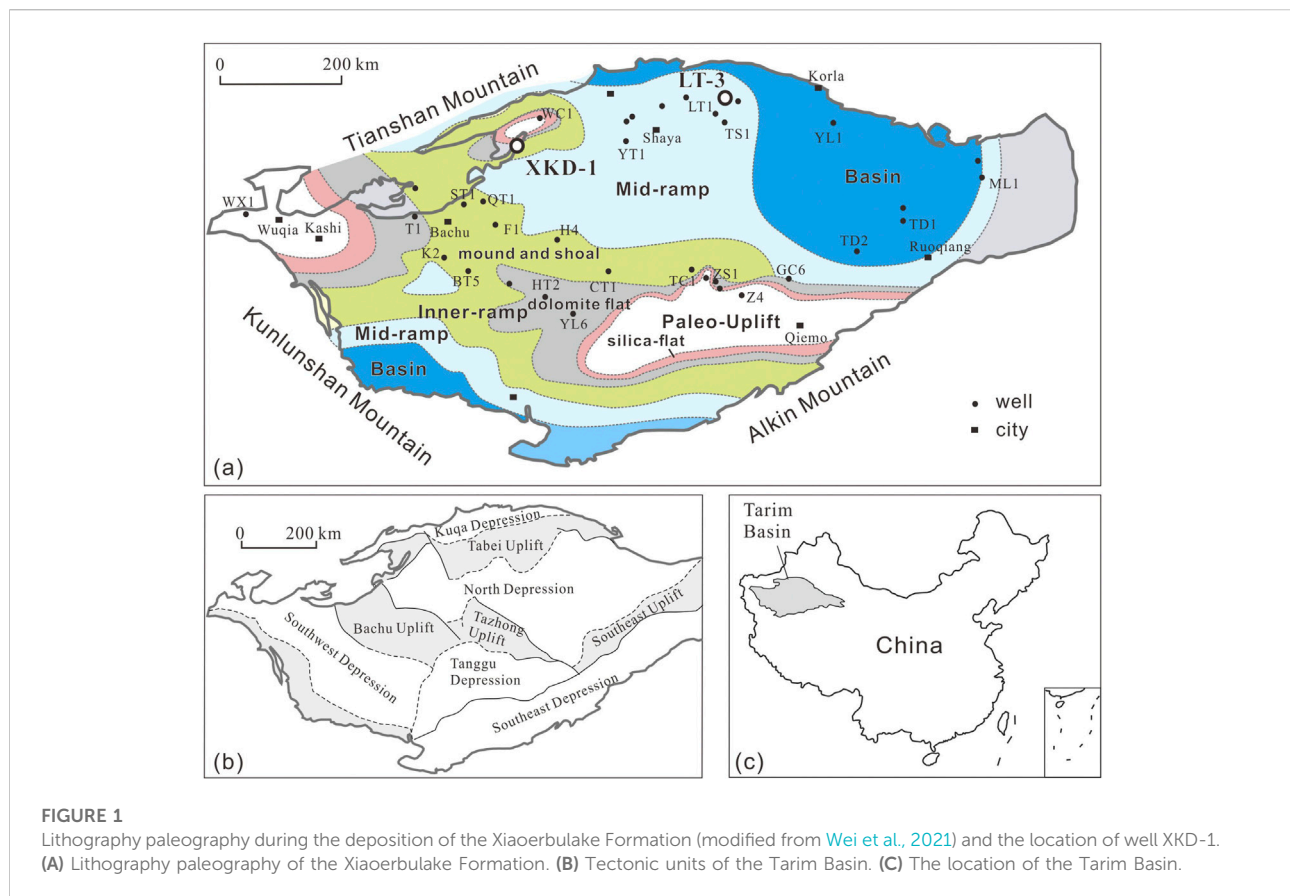 0 200 km
Tianshan Mountain
LT-3
Korla
WC1
LT1
Shaya
TS1
YL1
YT1
XKD-1
Mid-ramp
Basin
ML1
WX1
ST1
QT1
Wuqia
Kashi
T1
Bachu
F1
H4
TD1
TD2
Ruoqiang
K2
mound and shoal
BT5
CT1
TC1
ZS1
GC6
HT2
dolomite flat
Z4
Inner-ramp
YL6
Paleo-Uplift
Mid-ramp
silica-flat
Qiemo
Basin
Kunlunshan Mountain
Alkin Mountain
well
city
(a)
0 200 km
Kuqa Depression
Tabei Uplift
North Depression
Bachu Uplift
Tazhong
Uplift
Southeast Uplift
Southwest Depression
Tanggu
Depression
Southeast Depression
(b)
Tarim
Basin
China
(c)
FIGURE 1
Lithography paleography during the deposition of the Xiaoerbulake Formation (modified from Wei et al., 2021) and the location of well XKD-1.
(A) Lithography paleography of the Xiaoerbulake Formation. (B) Tectonic units of the Tarim Basin. (C) The location of the Tarim Basin.